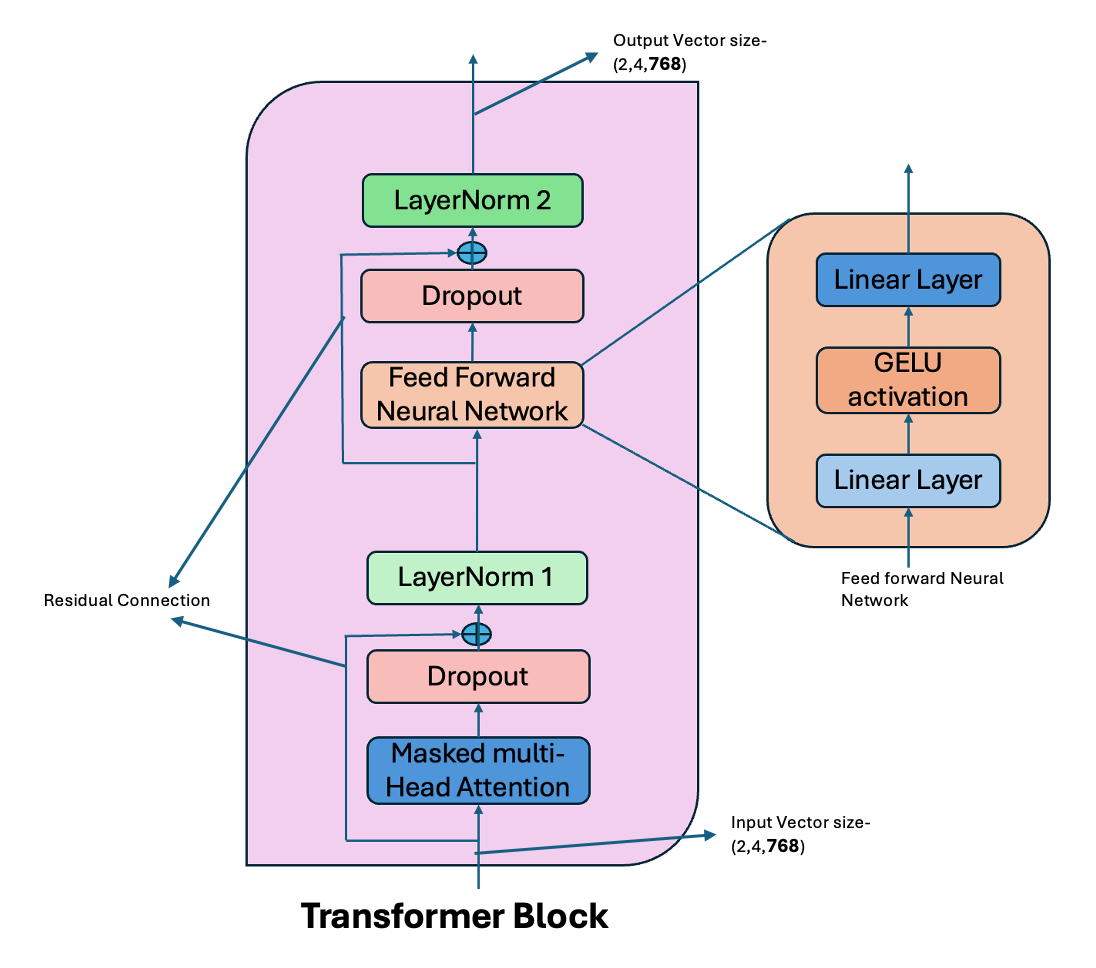 Output Vector size-
(2,4,768)
LayerNorm 2
Dropout
Feed Forward
Neural Network
Linear Layer
GELU
activation
Linear Layer
Feed forward Neural
Network
LayerNorm 1
Residual Connection
Dropout
Masked multi-
Head Attention
Input Vector size-
(2,4,768)
Transformer Block